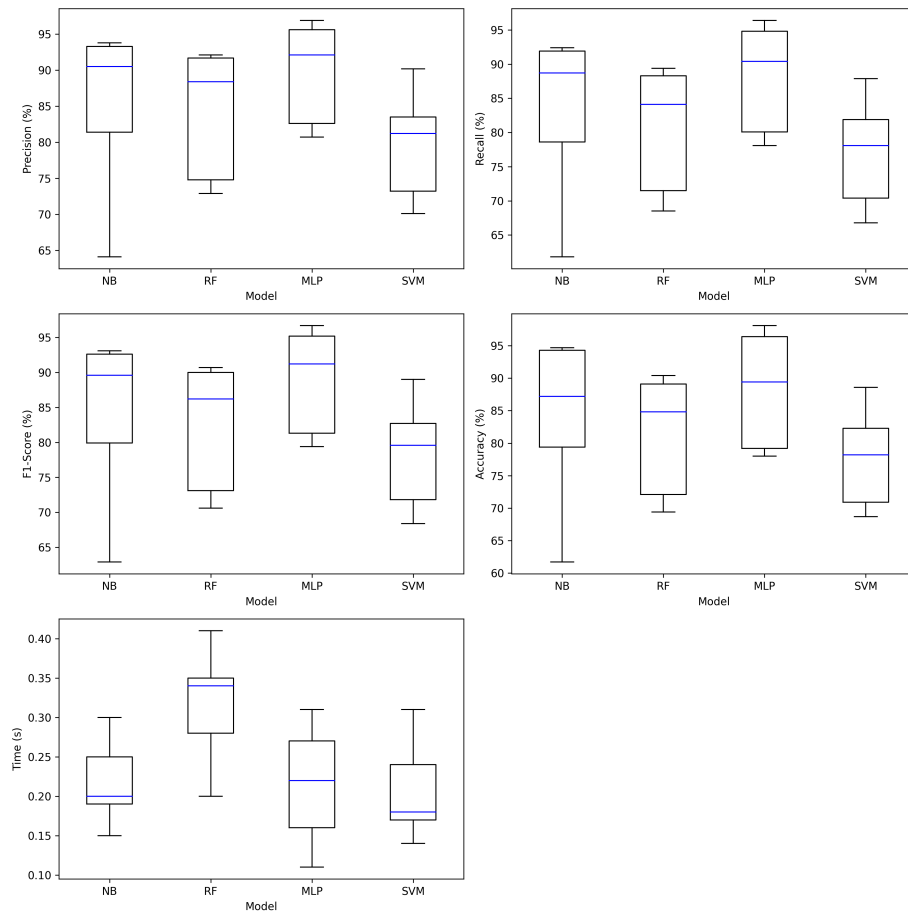 Precision (%)
95
90
85
80
75
70
65
NB RF MLP SVM
Model
Recall (%)
95
90
85
80
75
70
65
NB RF MLP SVM
Model
F1-Score (%)
95
90
85
80
75
70
65
NB RF MLP SVM
Model
Accuracy (%)
95
90
85
80
75
70
65
60
NB RF MLP SVM
Model
Time (s)
0.40
0.35
0.30
0.25
0.20
0.15
0.10
NB RF MLP SVM
Model